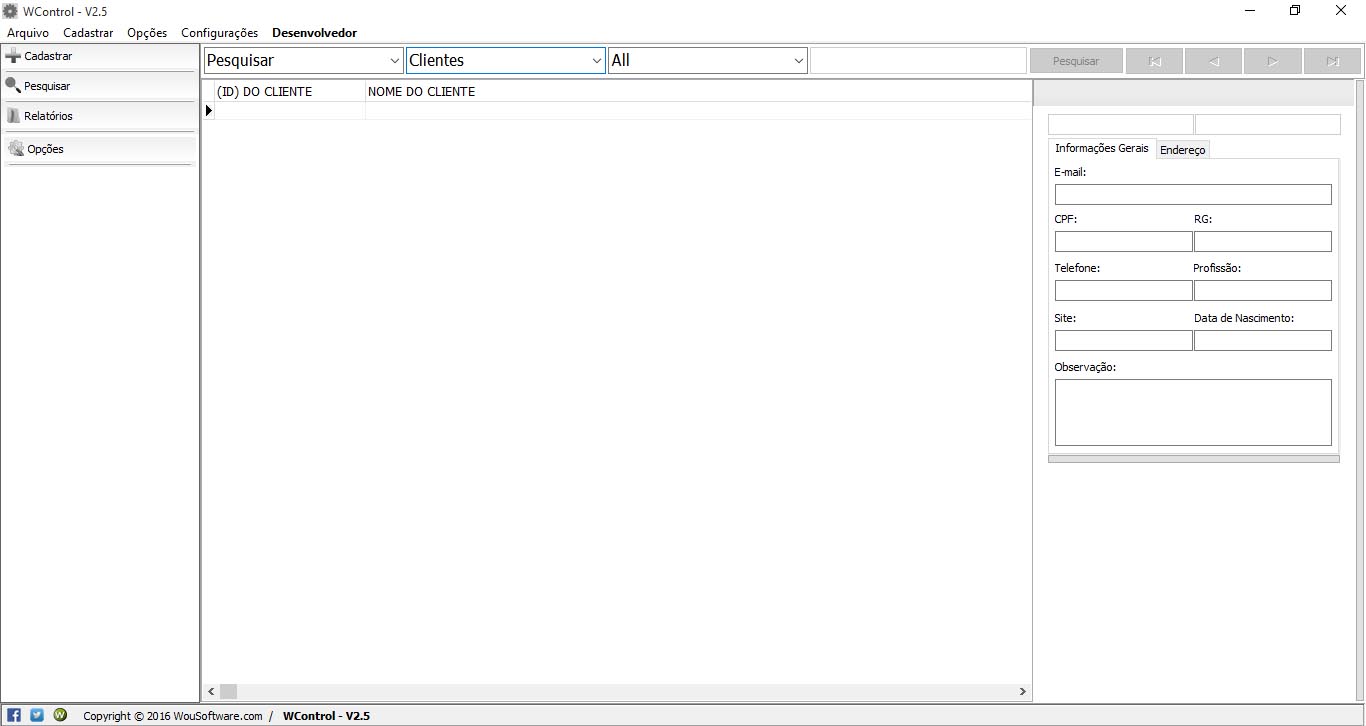 WControl - V2.5
Arquivo Cadastrar Opções Configurações Desenvolvedor
Cadastrar
Pesquisar
Relatórios
Opções
Pesquisar Clientes All Pesquisar
(ID) DO CLIENTE NOME DO CLIENTE
Informações Gerais Endereço
E-mail:
CPF: RG:
Telefone: Profissão:
Site: Data de Nascimento:
Observação:
Copyright © 2016 WouSoftware.com / WControl - V2.5